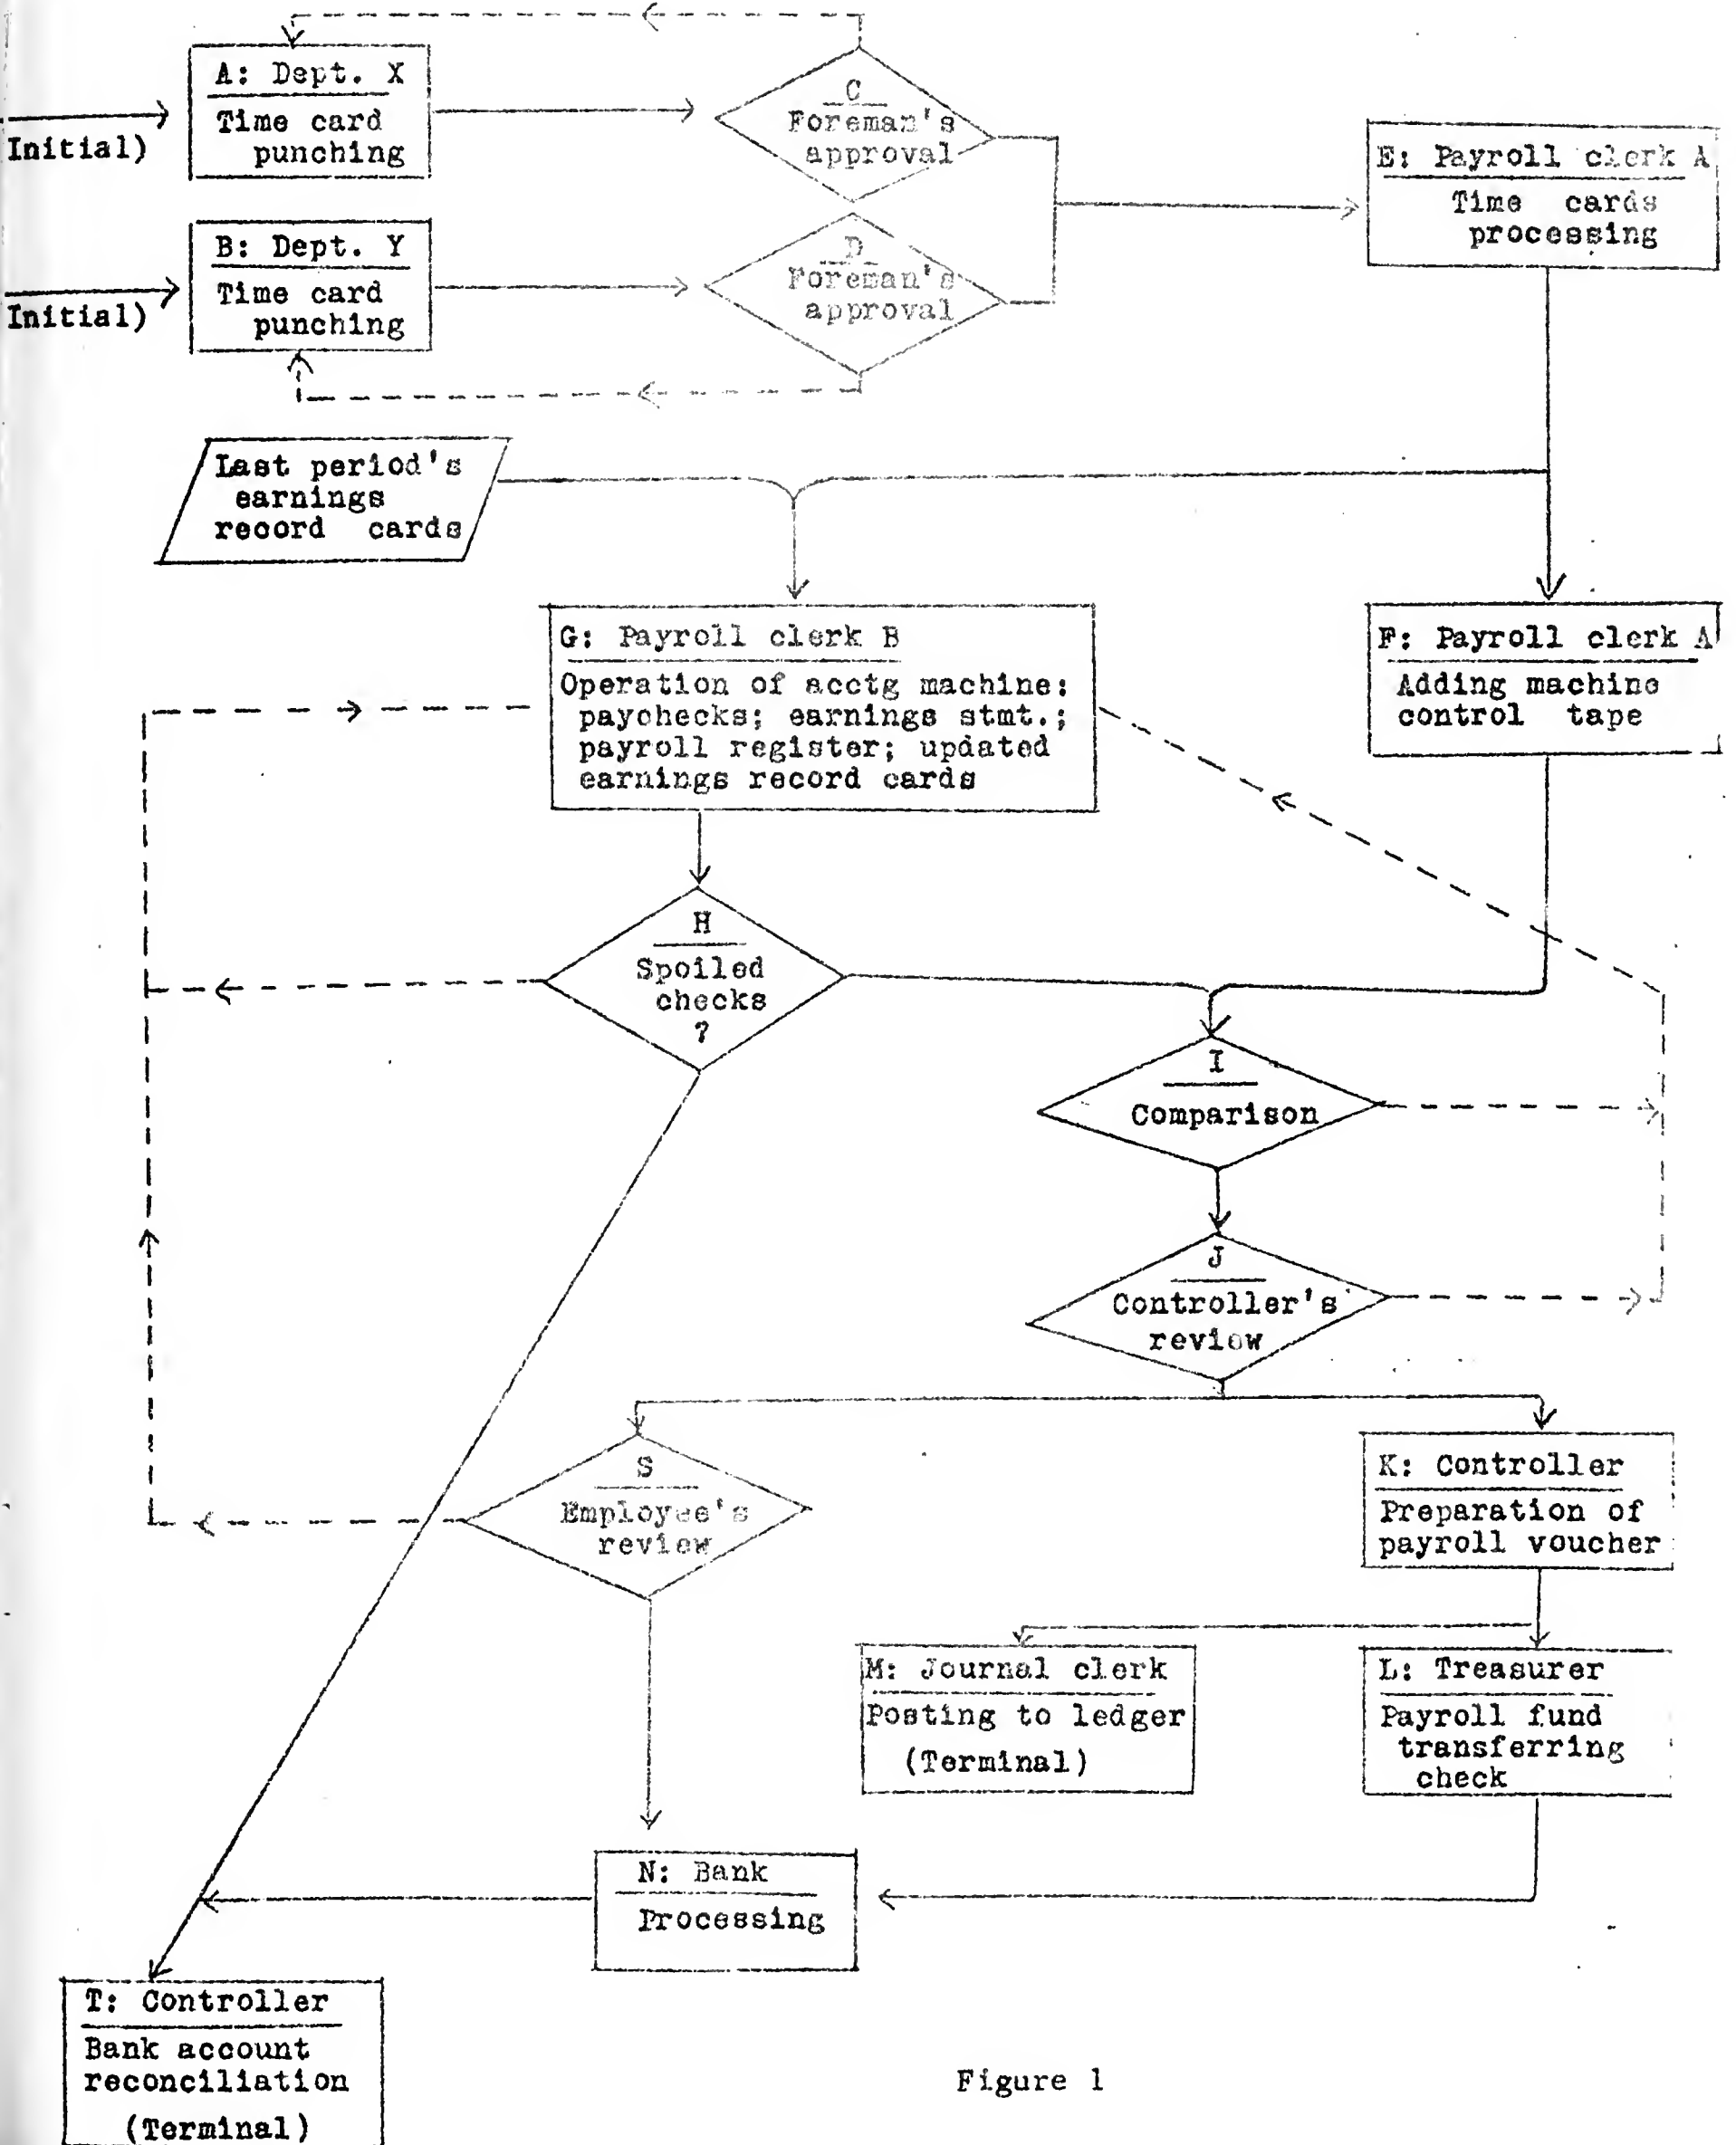 A: Dept. X
Time card
punching
Initial)
C
Foreman's
approval
E: Payroll clerk A
Time cards
processing
B: Dept. Y
Time card
punching
Initial)
D
Foreman's
approval
Last period's
earnings
record cards
G: Payroll clerk B
Operation of acctg machine:
paychecks; earnings stmt.;
payroll register; updated
earnings record cards
F: Payroll clerk A
Adding machine
control tape
H
Spoiled
checks
?
I
Comparison
J
Controller's
review
S
Employee's
review
K: Controller
Preparation of
payroll voucher
M: Journal clerk
Posting to ledger
(Terminal)
L: Treasurer
Payroll fund
transferring
check
N: Bank
Processing
T: Controller
Bank account
reconciliation
(Terminal)
Figure 1